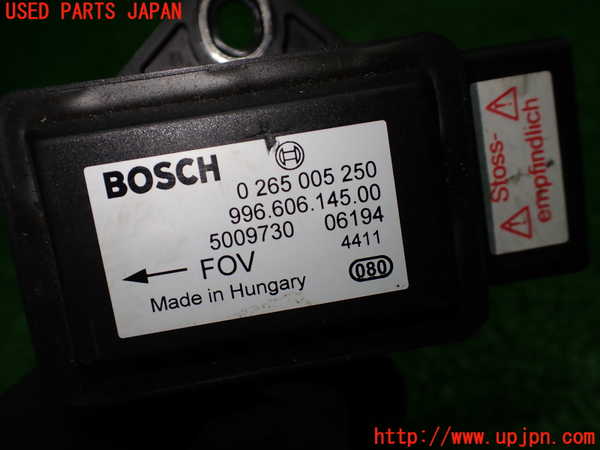 USED PARTS JAPAN
BOSCH
0 265 005 250
996.606.145.00
5009730 06194
4411
← FOV
080
Made in Hungary
Stoss-
empfindlich
http://www.upjpn.com